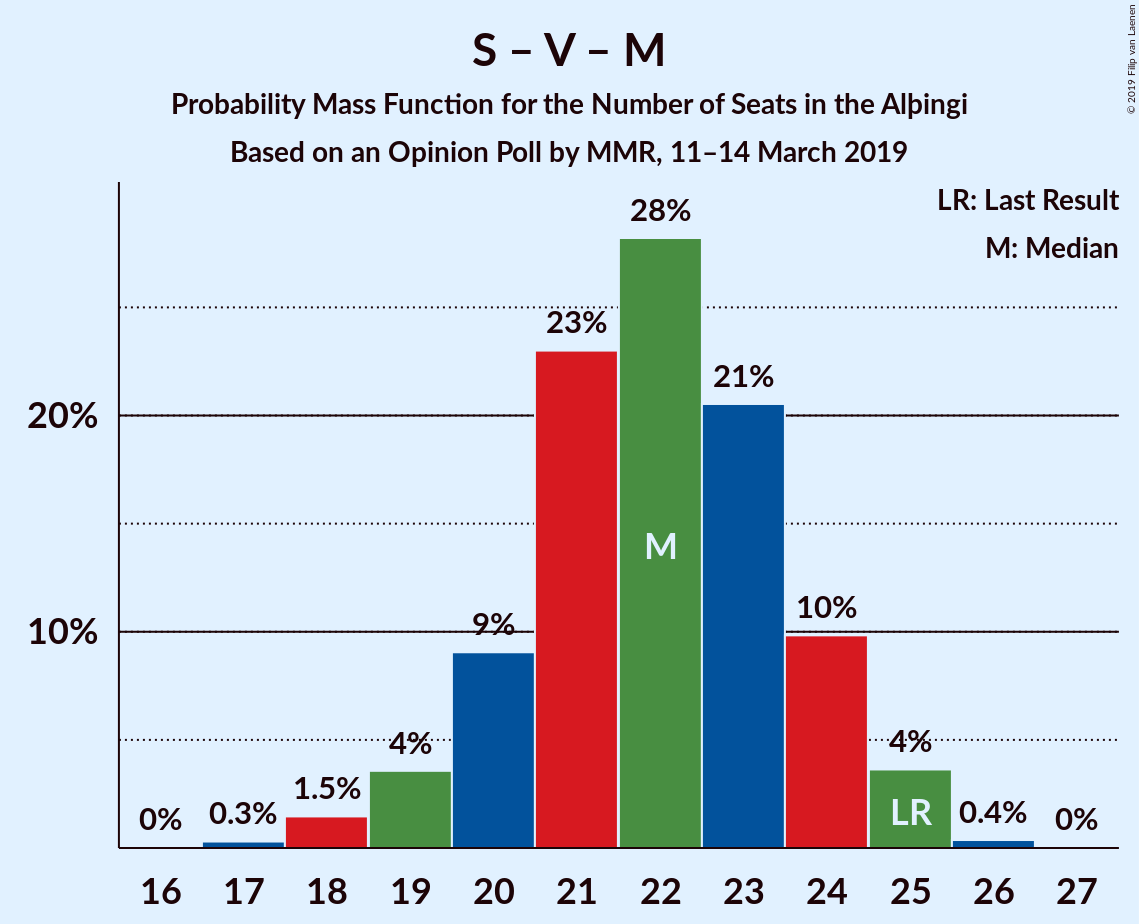 S – V – M
Probability Mass Function for the Number of Seats in the Alþingi
Based on an Opinion Poll by MMR, 11–14 March 2019
© 2019 Filip van Laenen
LR: Last Result
M: Median
28%
23%
21%
20%
M
10%
9%
10%
4%
4%
1.5%
0%
0.3%
LR
0.4%
0%
16 17 18 19 20 21 22 23 24 25 26 27